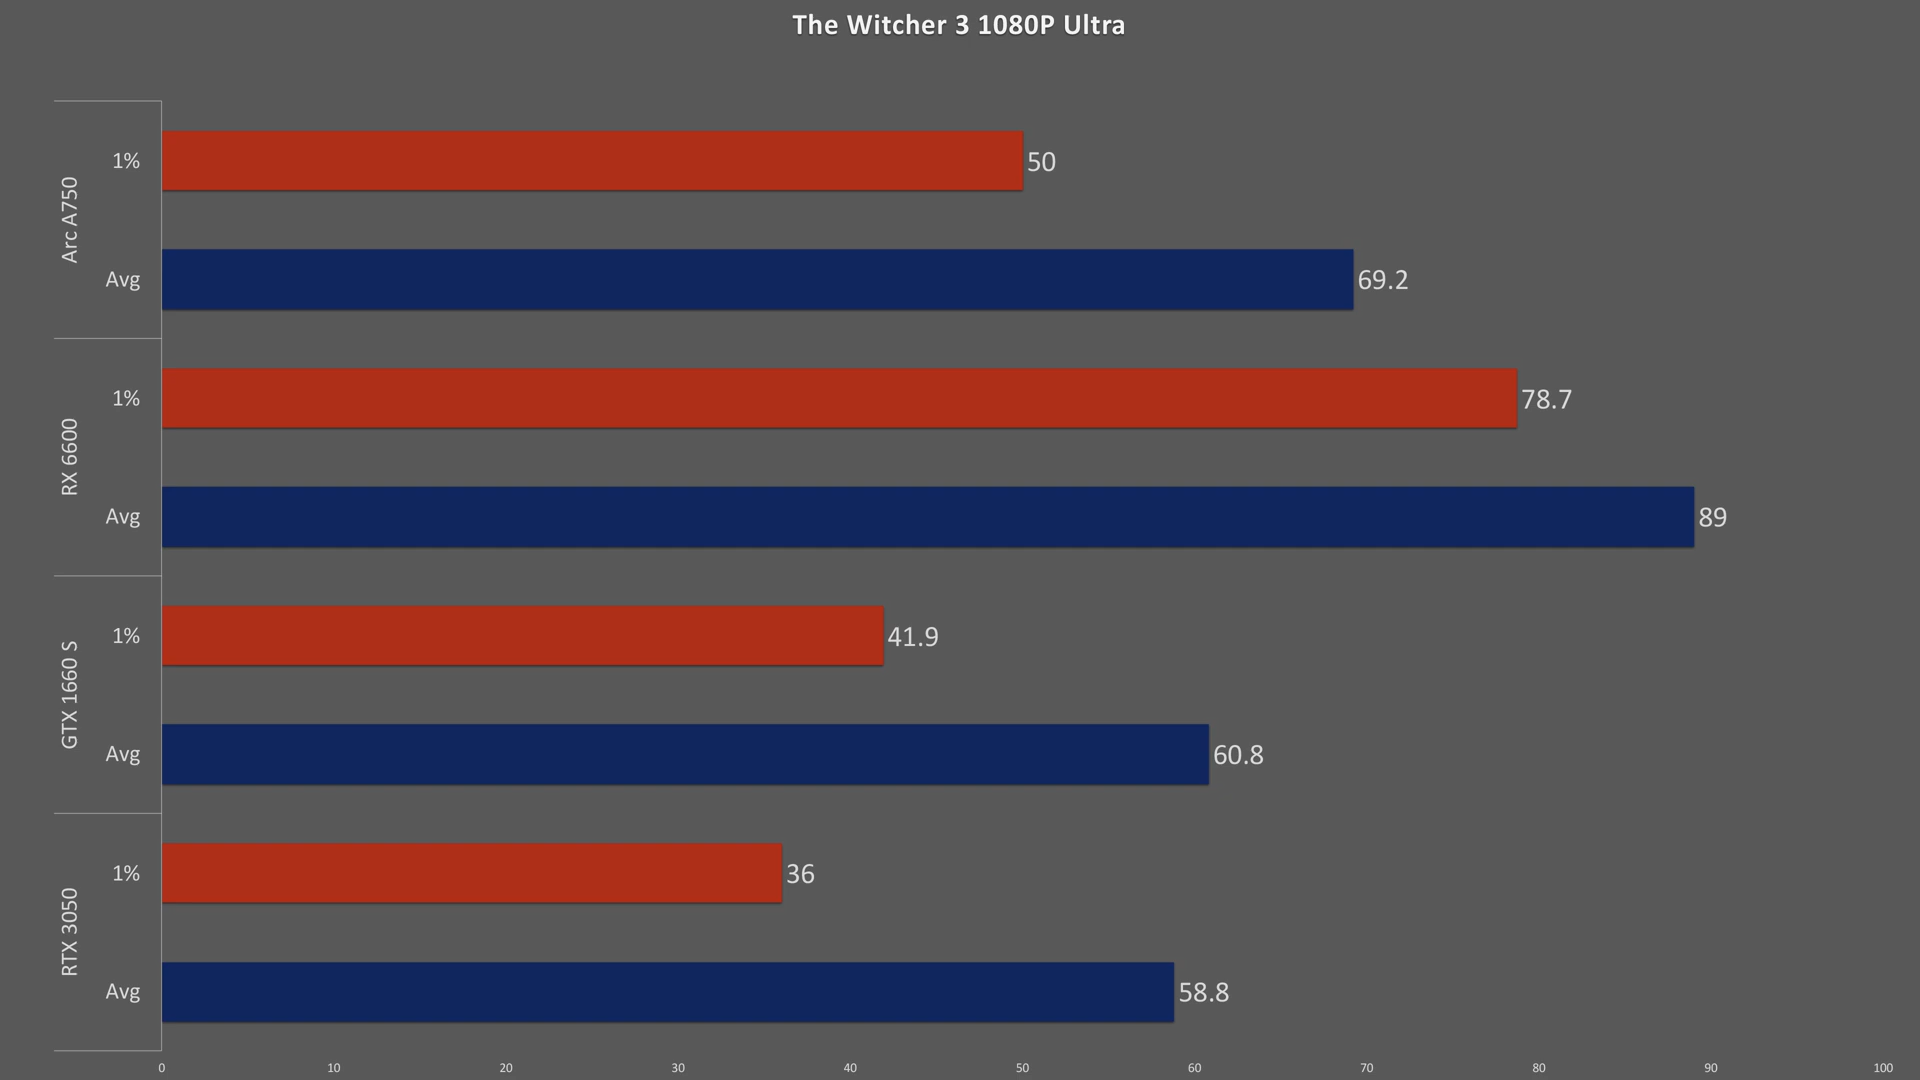 The Witcher 3 1080P Ultra
Arc A750
1%
50
Avg
69.2
RX 6600
1%
78.7
Avg
89
GTX 1660 S
1%
41.9
Avg
60.8
RTX 3050
1%
36
Avg
58.8
0 10 20 30 40 50 60 70 80 90 100